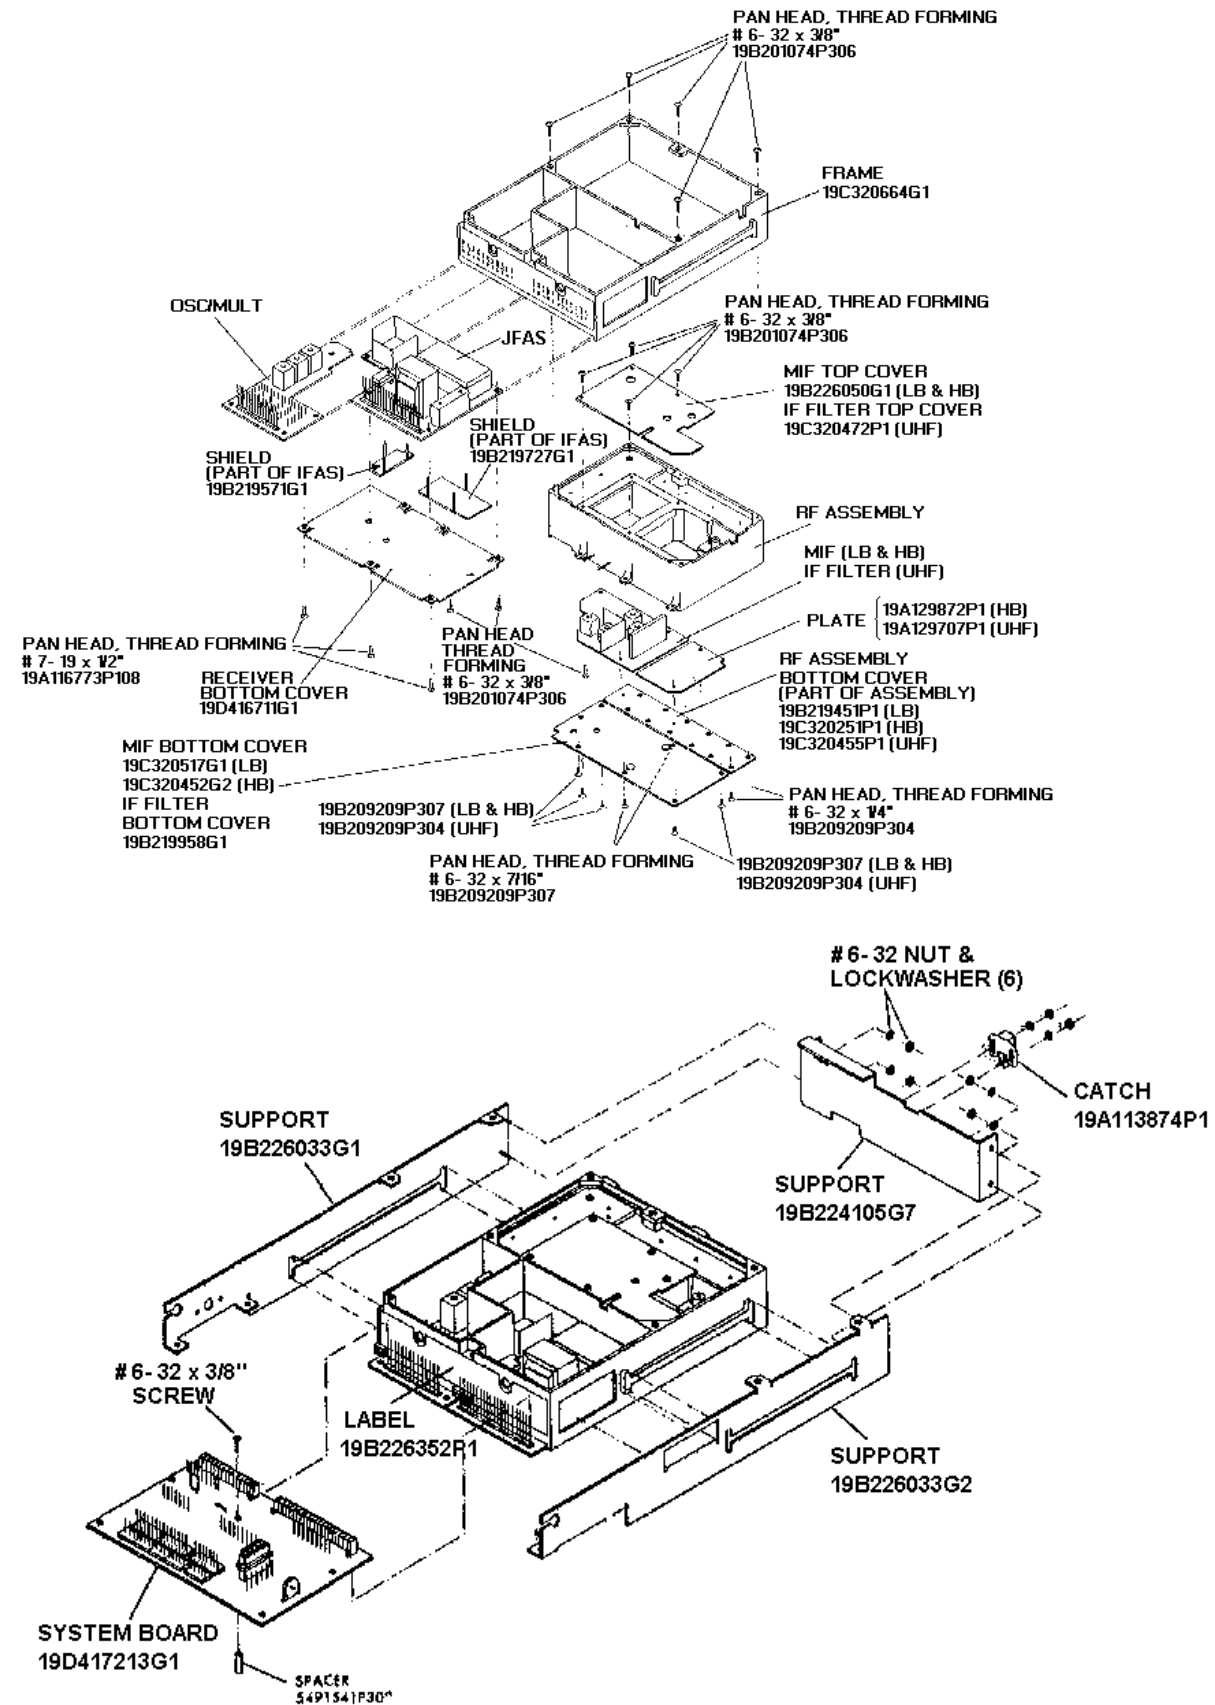 PAN HEAD, THREAD FORMING
# 6- 32 x 3/8"
19B201074P306
FRAME
19C320664G1
OSC/MULT
JFAS
PAN HEAD, THREAD FORMING
# 6- 32 x 3/8"
19B201074P306
MIF TOP COVER
19B226050G1 (LB & HB)
IF FILTER TOP COVER
19C320472P1 (UHF)
SHIELD
(PART OF IFAS)
19B219727G1
SHIELD
(PART OF IFAS)
19B219571G1
RF ASSEMBLY
MIF (LB & HB)
IF FILTER (UHF)
PLATE
19A129872P1 (HB)
19A129707P1 (UHF)
PAN HEAD, THREAD FORMING
# 7- 19 x 1/2"
19A116773P108
RECEIVER
BOTTOM COVER
19D416711G1
PAN HEAD
THREAD
FORMING
# 6- 32 x 3/8"
19B201074P306
RF ASSEMBLY
BOTTOM COVER
(PART OF ASSEMBLY)
19B219451P1 (LB)
19C320251P1 (HB)
19C320455P1 (UHF)
MIF BOTTOM COVER
19C320517G1 (LB)
19C320452G2 (HB)
IF FILTER
BOTTOM COVER
19B219958G1
19B209209P307 (LB & HB)
19B209209P304 (UHF)
PAN HEAD, THREAD FORMING
# 6- 32 x 1/4"
19B209209P304
PAN HEAD, THREAD FORMING
# 6- 32 x 7/16"
19B209209P307
19B209209P307 (LB & HB)
19B209209P304 (UHF)
# 6- 32 NUT &
LOCKWASHER (6)
CATCH
19A113874P1
SUPPORT
19B226033G1
SUPPORT
19B224105G7
# 6- 32 x 3/8"
SCREW
LABEL
19B226352P1
SUPPORT
19B226033G2
SYSTEM BOARD
19D417213G1
SPACER